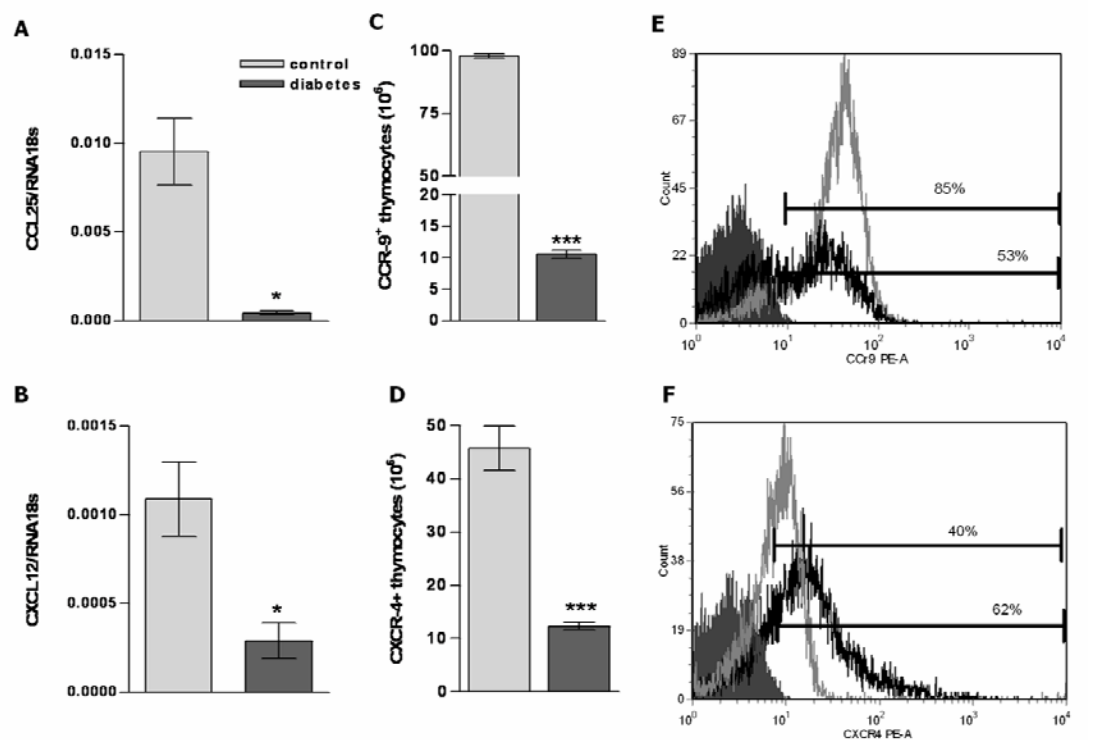 A
CCL25/RNA18s
0.015
0.010
0.005
0.000
control
diabetes
*
C
CCR-9⁺ thymocytes (10⁶)
100
75
50
20
15
10
5
0
***
E
Count
89
67
45
22
0
85%
53%
10⁰ 10¹ 10² 10³ 10⁴
CCr9 PE-A
B
CXCL12/RNA18s
0.0015
0.0010
0.0005
0.0000
*
D
CXCR-4+ thymocytes (10⁶)
50
40
30
20
10
0
***
F
Count
75
56
38
19
0
40%
62%
10⁰ 10¹ 10² 10³ 10⁴
CXCR4 PE-A